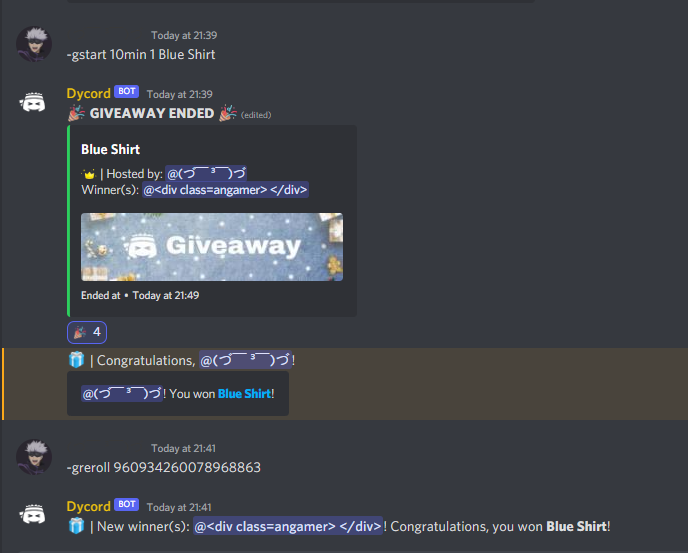 Today at 21:39
-gstart 10min 1 Blue Shirt
Dycord BOT Today at 21:39
🎉 GIVEAWAY ENDED 🎉 (edited)
Blue Shirt
👑 | Hosted by: @(づ ̄ ³ ̄)づ
Winner(s): @<div class=angamer> </div>
Giveaway
Ended at • Today at 21:49
🎉 4
🎁 | Congratulations, @(づ ̄ ³ ̄)づ!
@(づ ̄ ³ ̄)づ! You won Blue Shirt!
Today at 21:41
-greroll 960934260078968863
Dycord BOT Today at 21:41
🎁 | New winner(s): @<div class=angamer> </div>! Congratulations, you won Blue Shirt!